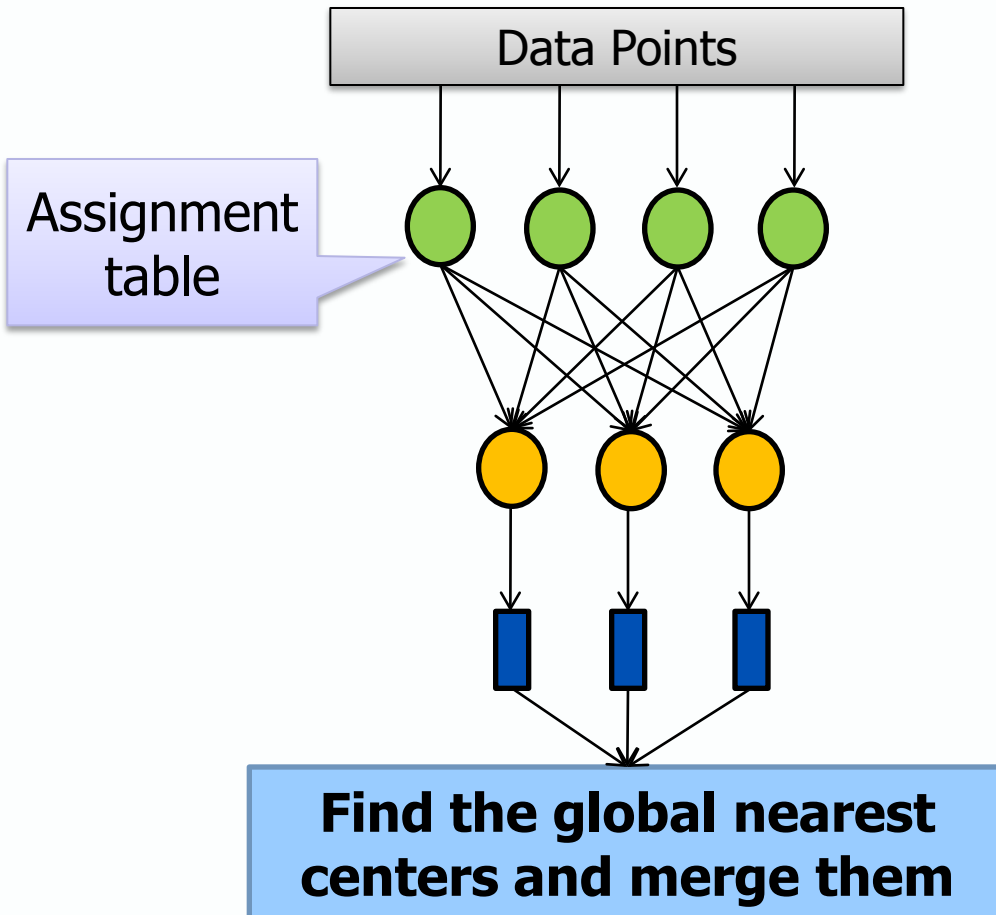 Data Points
Assignment
table
Find the global nearest
centers and merge them